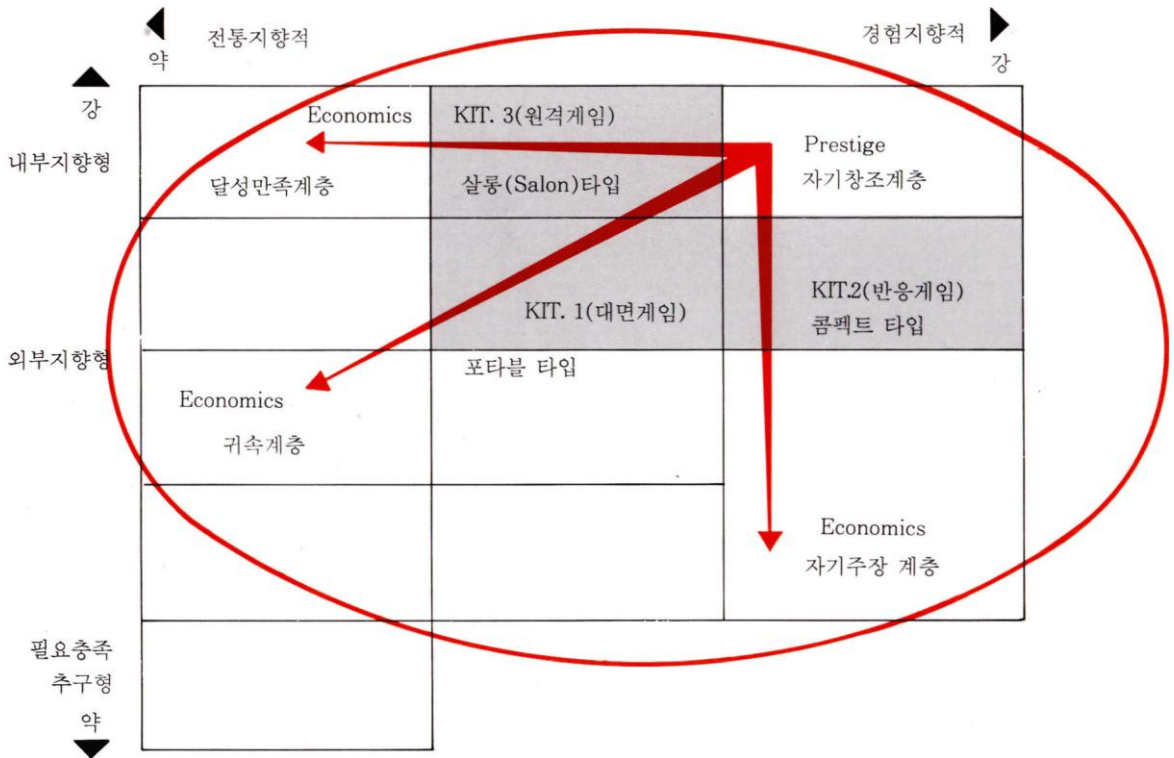 전통지향적
경험지향적
약
강
강
내부지향형
Economics
달성만족계층
KIT. 3(원격게임)
살롱(Salon)타입
Prestige
자기창조계층
KIT. 1(대면게임)
KIT.2(반응게임)
콤펙트 타입
외부지향형
포타블 타입
Economics
귀속계층
Economics
자기주장 계층
필요충족
추구형
약